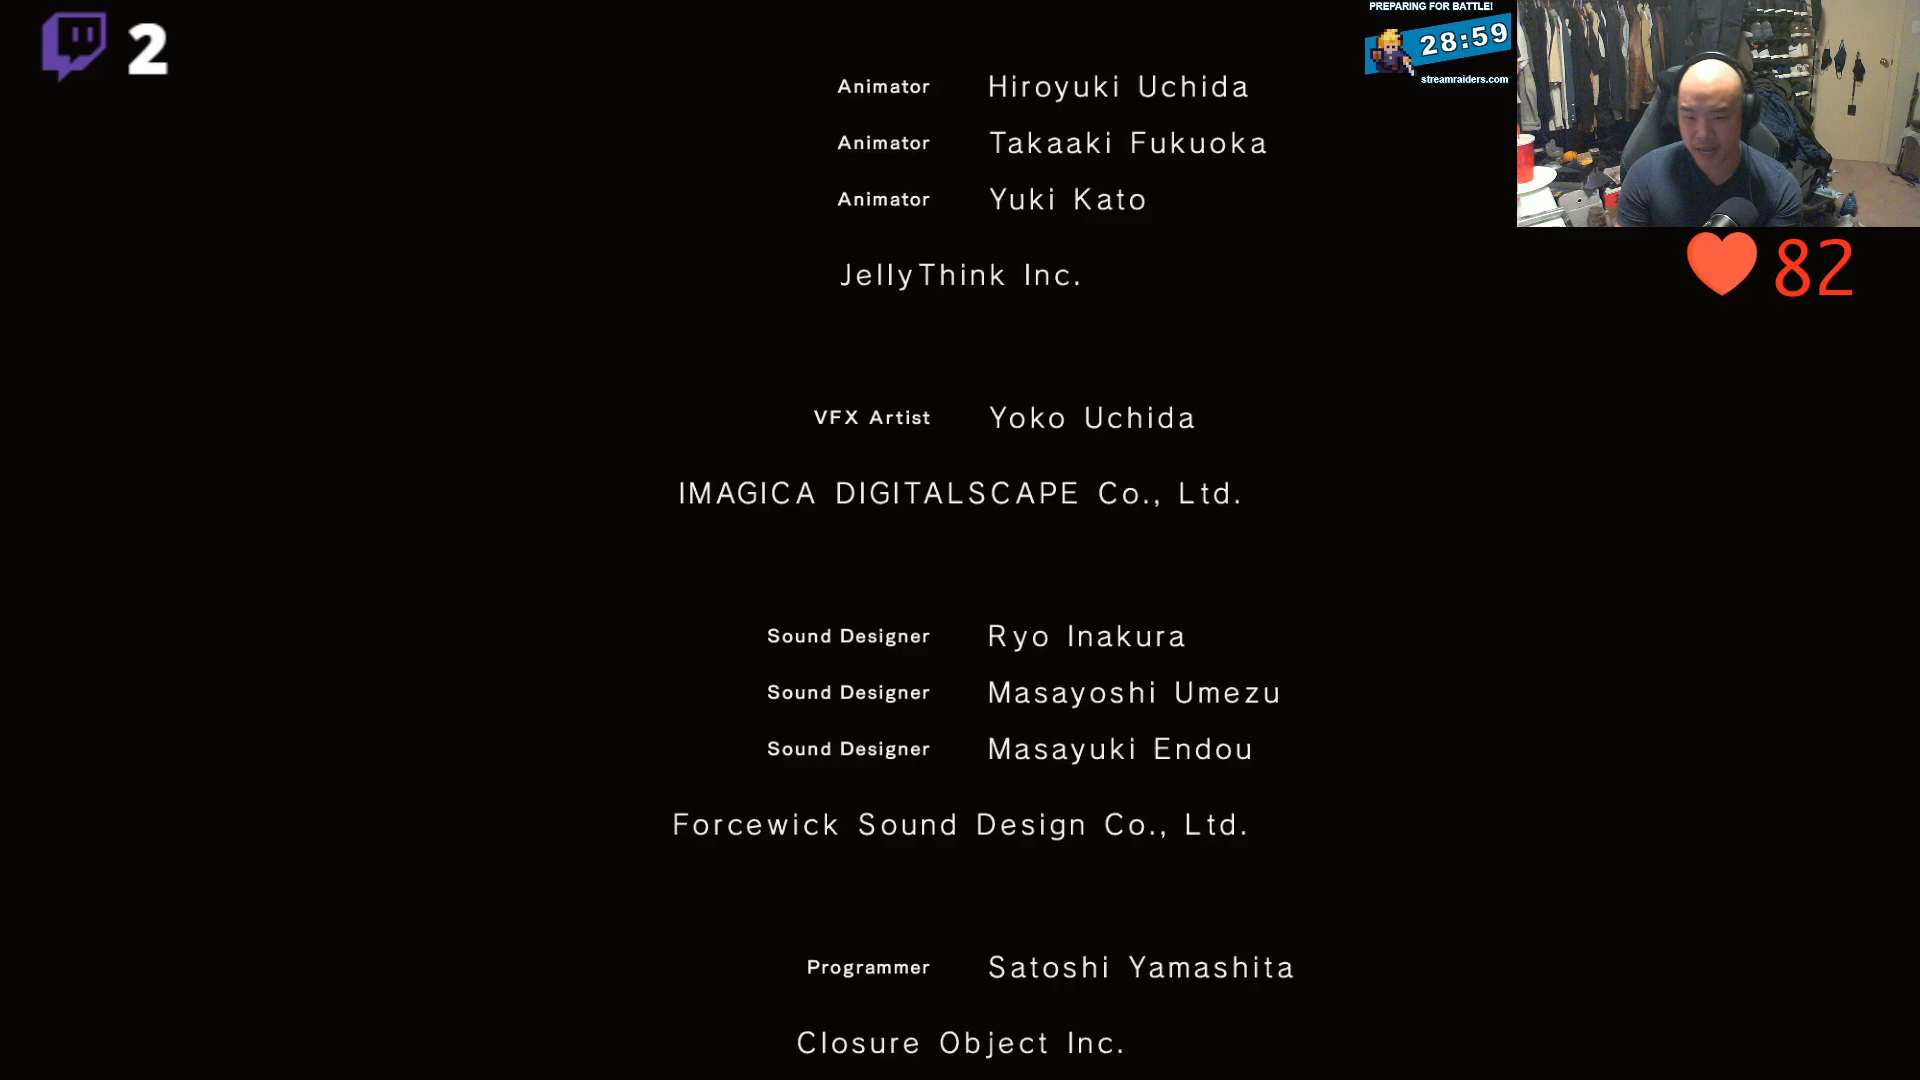 2
PREPARING FOR BATTLE!
28:59
streamraiders.com
82
Animator Hiroyuki Uchida
Animator Takaaki Fukuoka
Animator Yuki Kato
JellyThink Inc.
VFX Artist Yoko Uchida
IMAGICA DIGITALSCAPE Co., Ltd.
Sound Designer Ryo Inakura
Sound Designer Masayoshi Umezu
Sound Designer Masayuki Endou
Forcewick Sound Design Co., Ltd.
Programmer Satoshi Yamashita
Closure Object Inc.